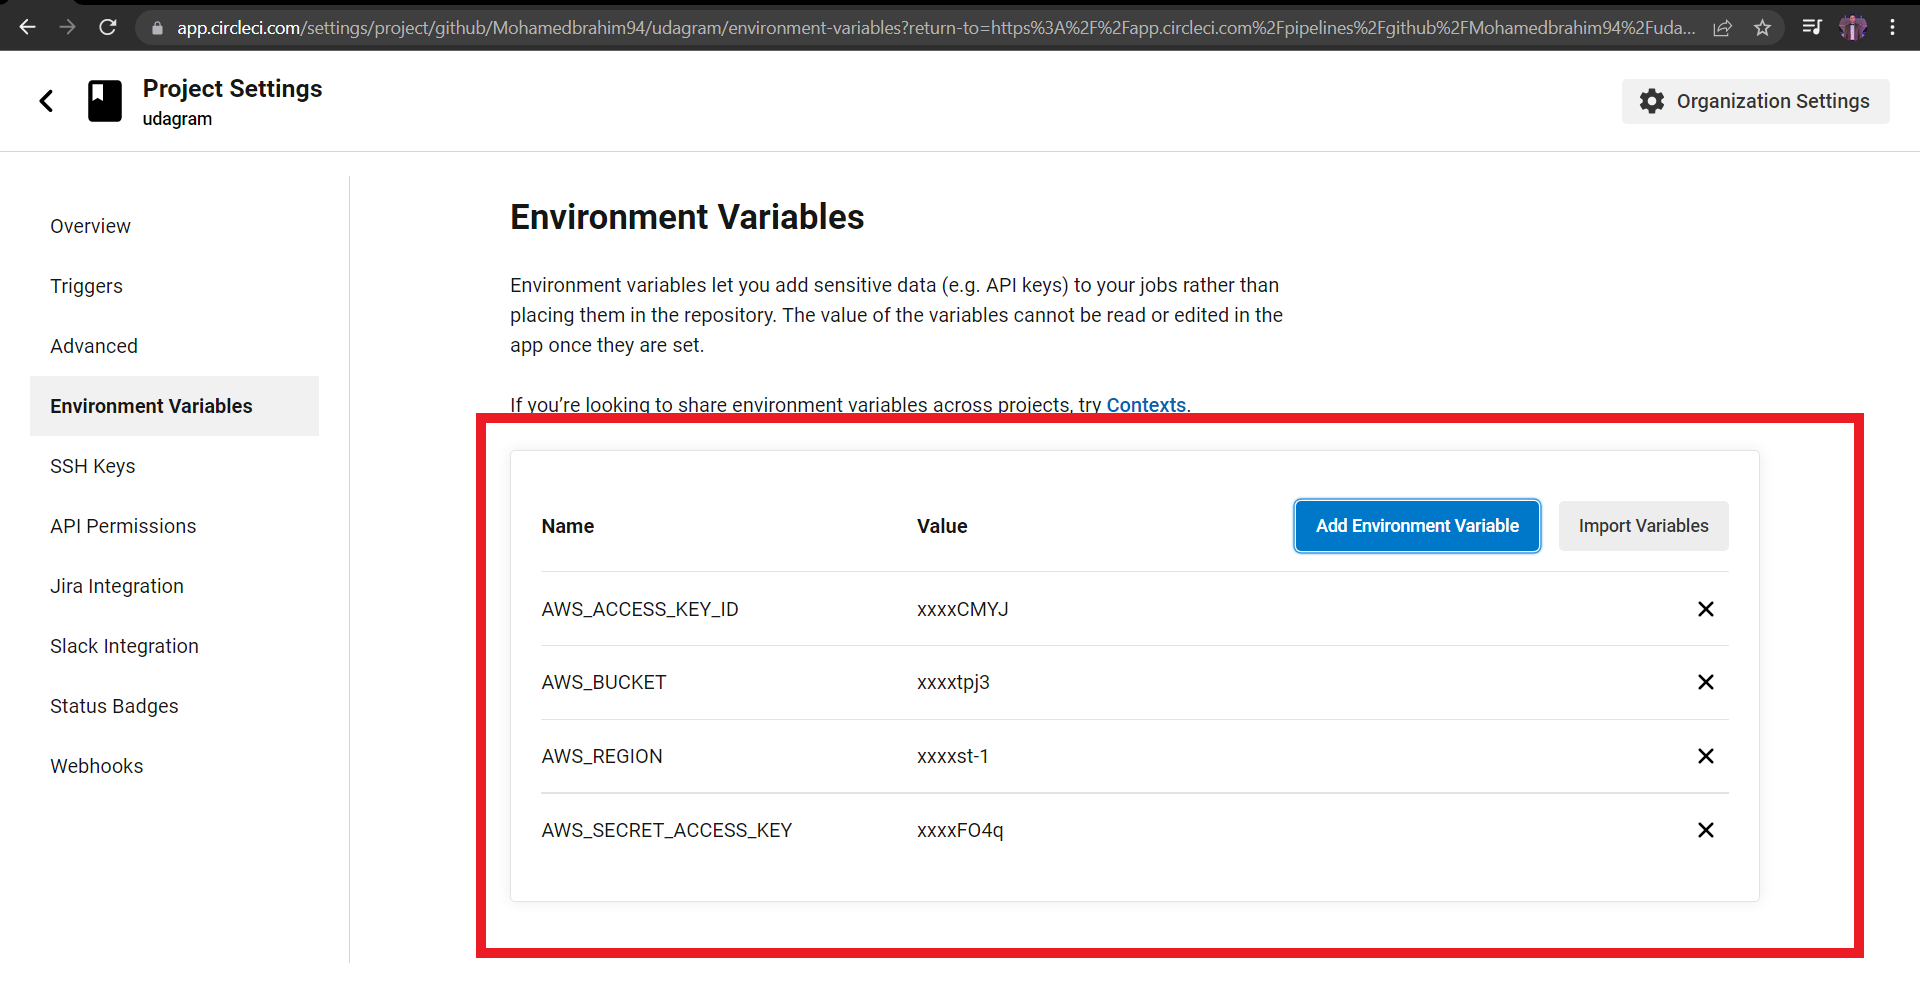 app.circleci.com/settings/project/github/Mohamedbrahim94/udagram/environment-variables?return-to=https%3A%2F%2Fapp.circleci.com%2Fpipelines%2Fgithub%2FMohamedbrahim94%2Fuda...
Project Settings
udagram
Organization Settings
Overview
Triggers
Advanced
Environment Variables
SSH Keys
API Permissions
Jira Integration
Slack Integration
Status Badges
Webhooks
Environment Variables
Environment variables let you add sensitive data (e.g. API keys) to your jobs rather than
placing them in the repository. The value of the variables cannot be read or edited in the
app once they are set.
If you’re looking to share environment variables across projects, try Contexts.
Name Value Add Environment Variable Import Variables
AWS_ACCESS_KEY_ID xxxxCMYJ
AWS_BUCKET xxxxtpj3
AWS_REGION xxxxst-1
AWS_SECRET_ACCESS_KEY xxxxFO4q